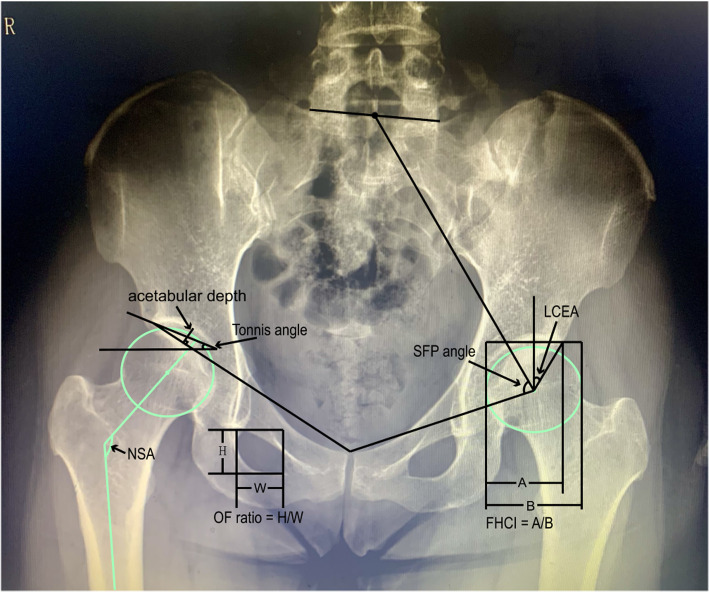 R
acetabular depth
Tonnis angle
LCEA
SFP angle
NSA
H
W
OF ratio = H/W
A
B
FHCI = A/B